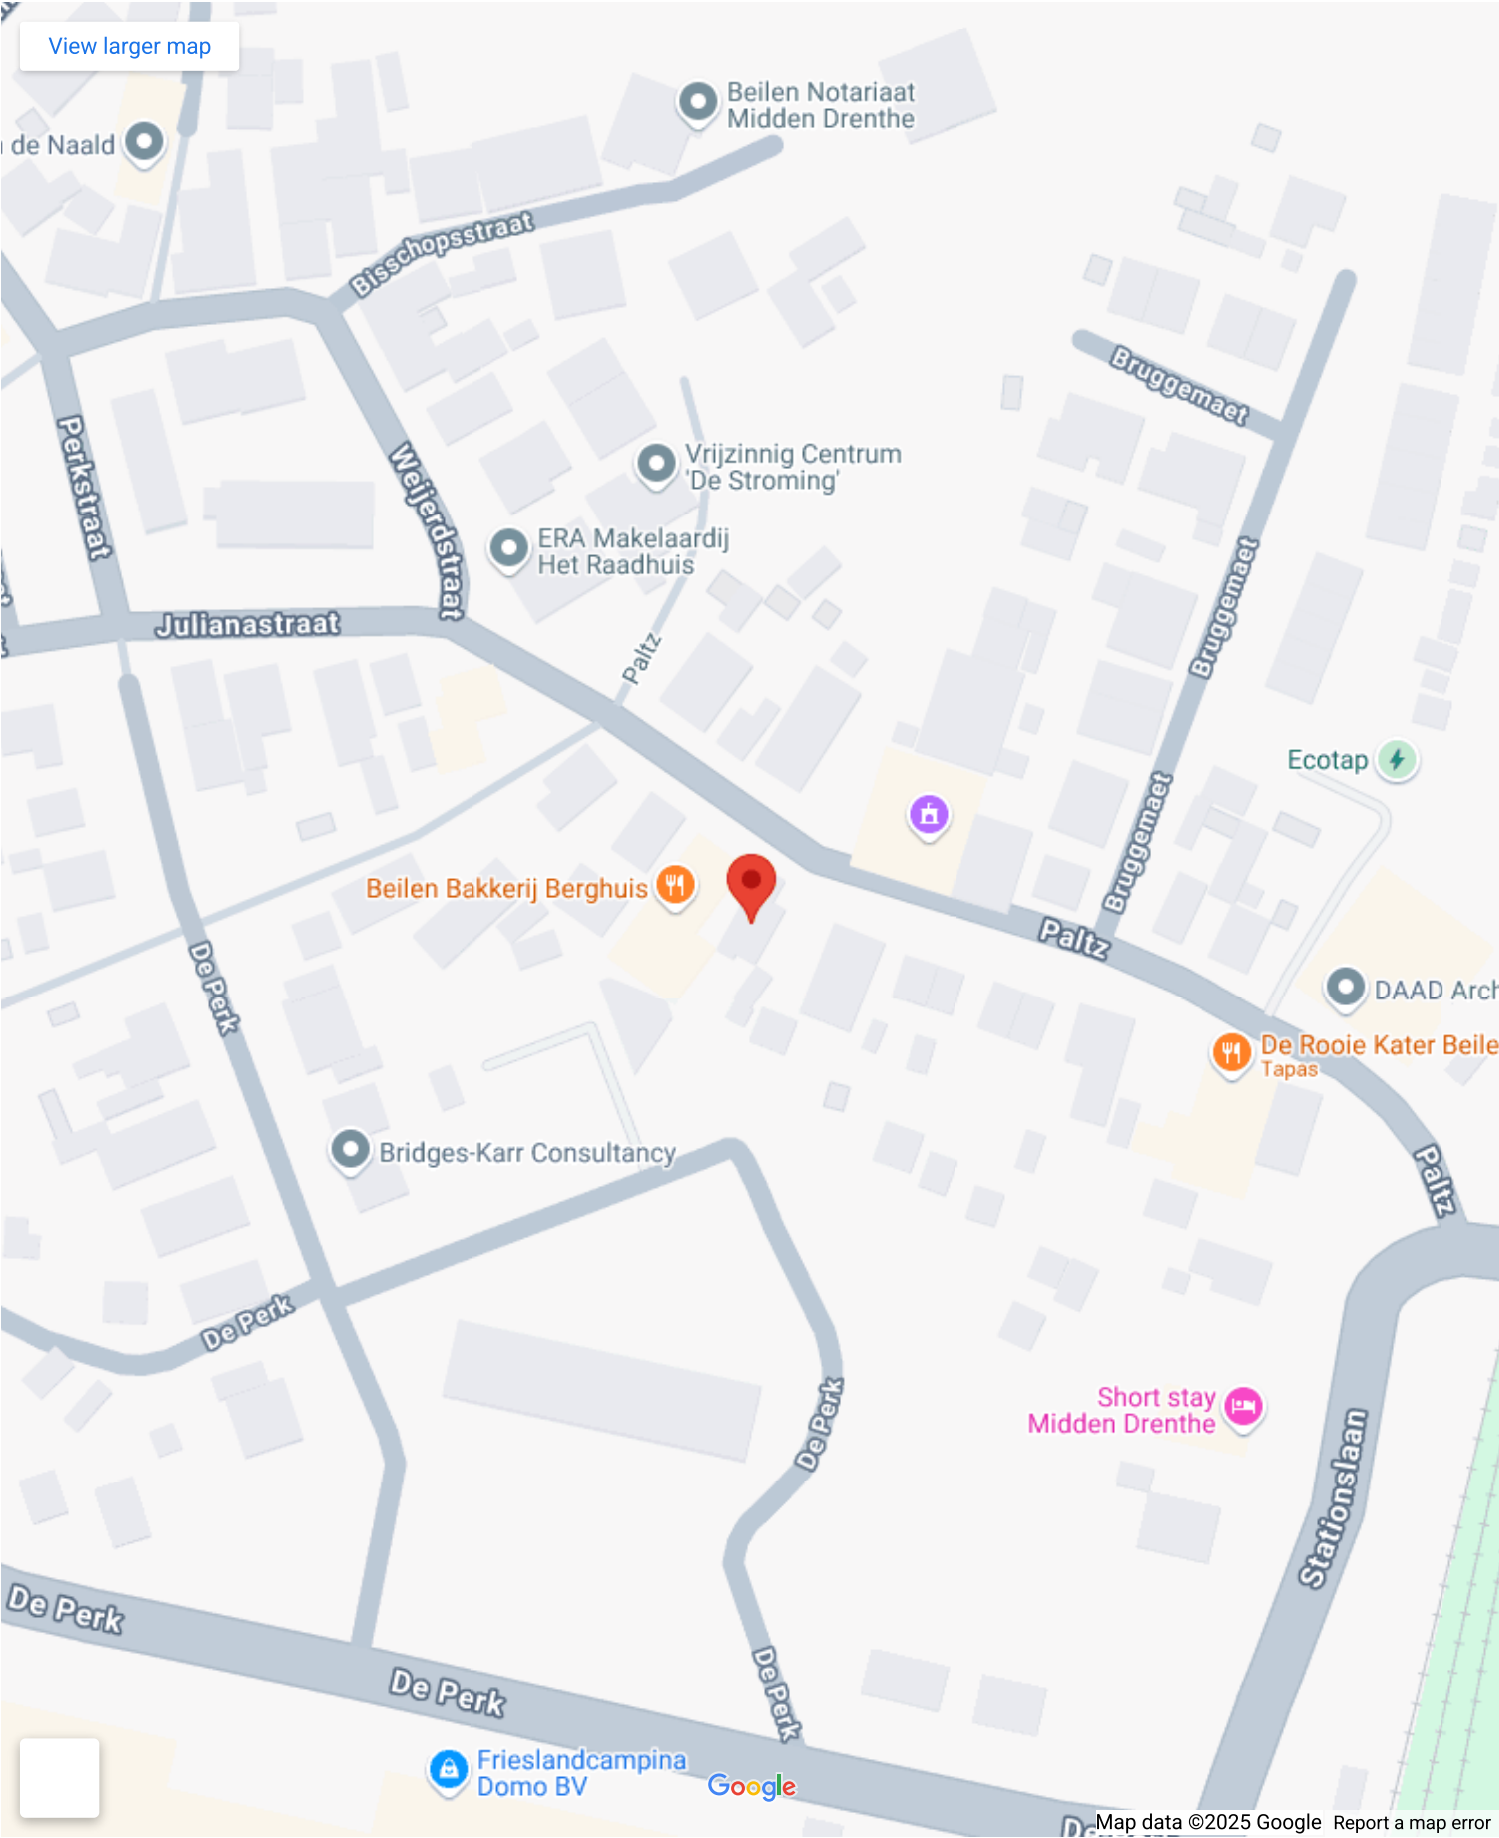 View larger map
Beilen Notariaat
Midden Drenthe
de Naald
Bisschopsstraat
Bruggemaet
Perkstraat
Weijerdstraat
Vrijzinnig Centrum
'De Stroming'
ERA Makelaardij
Het Raadhuis
Julianastraat
Paltz
Bruggemaet
Ecotap
Bruggemaet
Beilen Bakkerij Berghuis
Paltz
De Perk
DAAD Arch
De Rooie Kater Beile
Tapas
Bridges-Karr Consultancy
Paltz
De Perk
Short stay
Midden Drenthe
De Perk
Stationslaan
De Perk
De Perk
De Perk
Frieslandcampina
Domo BV
Google
Map data ©2025 Google
Report a map error